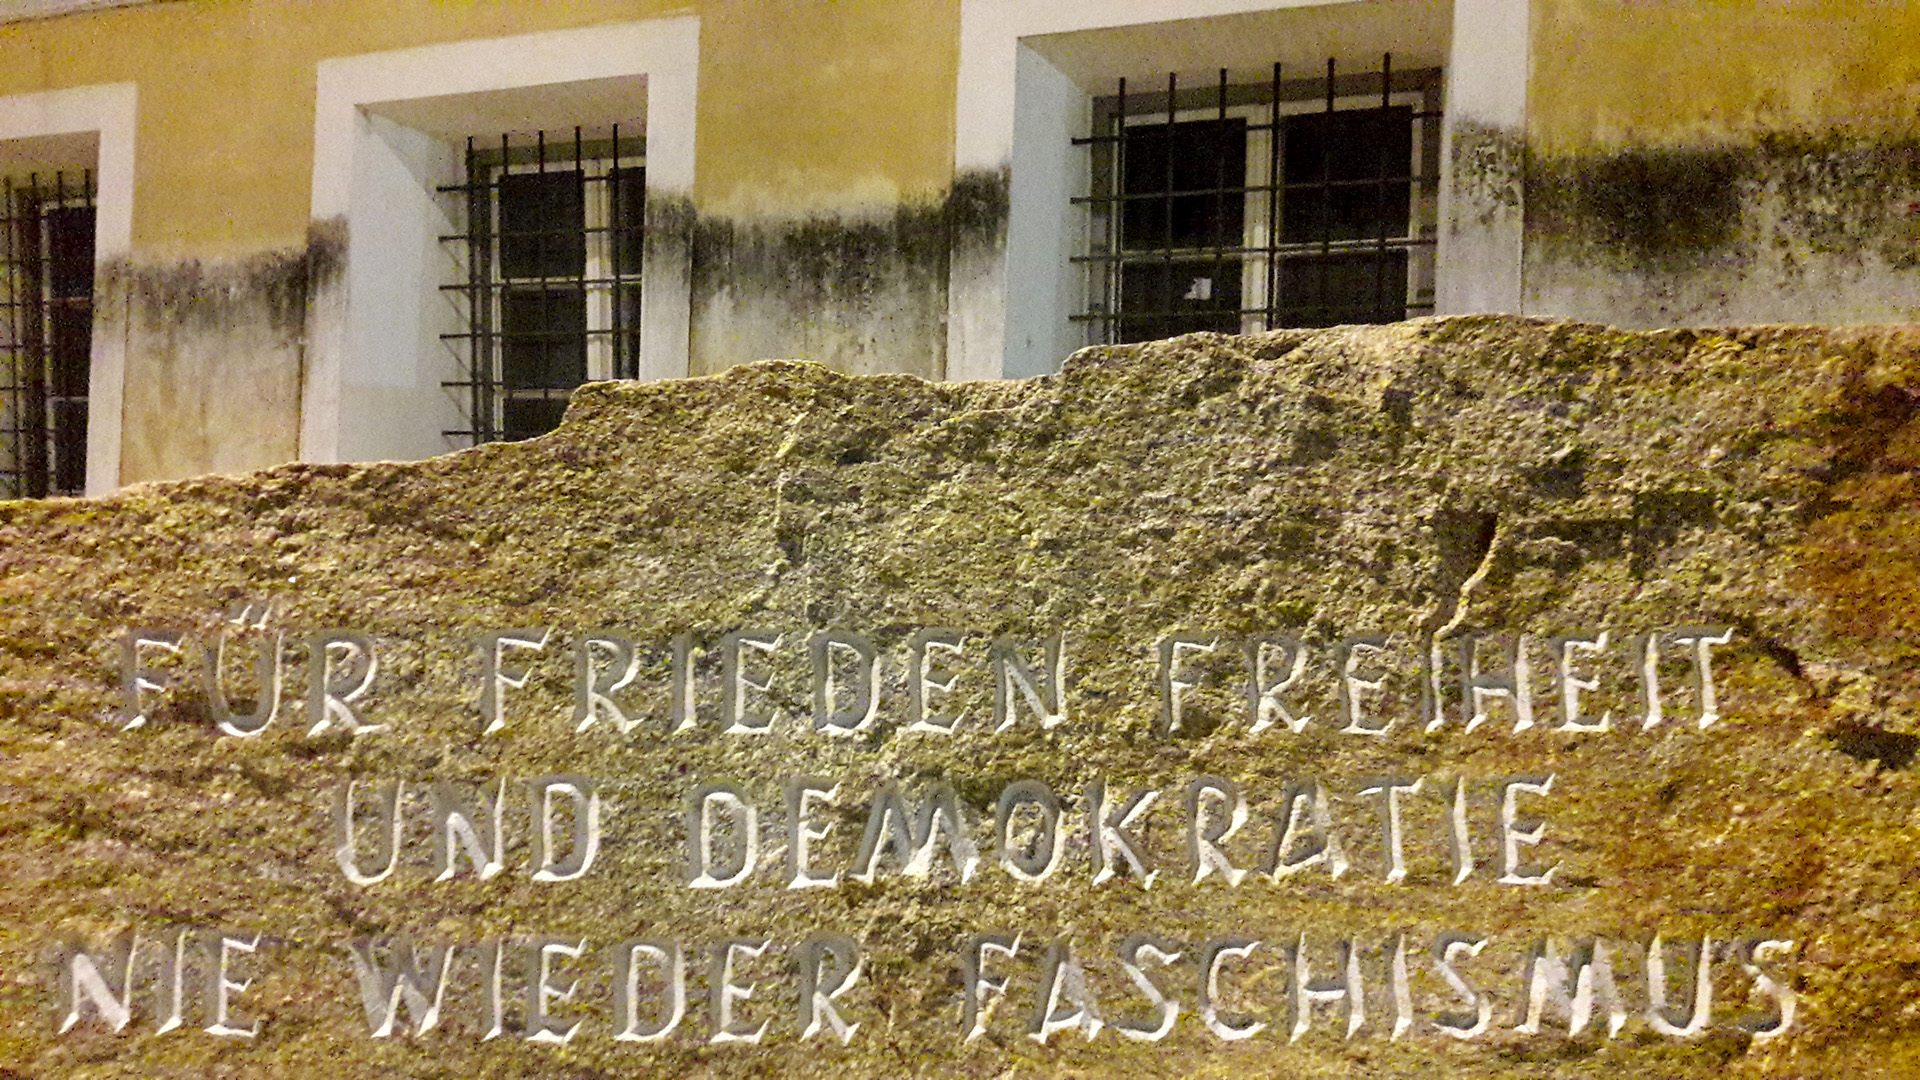 FÜR FRIEDEN FREIHEIT
UND DEMOKRATIE
NIE WIEDER FASCHISMUS